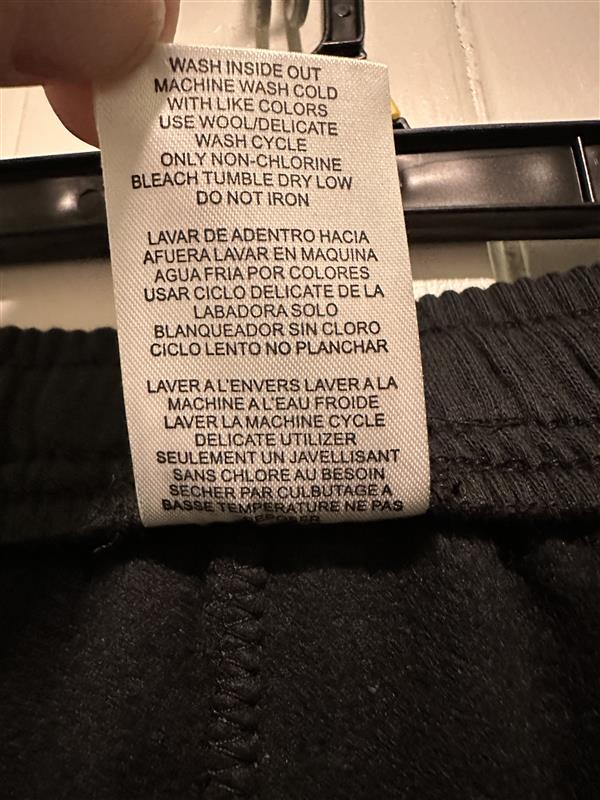 WASH INSIDE OUT
MACHINE WASH COLD
WITH LIKE COLORS
USE WOOL/DELICATE
WASH CYCLE
ONLY NON-CHLORINE
BLEACH TUMBLE DRY LOW
DO NOT IRON
LAVAR DE ADENTRO HACIA
AFUERA LAVAR EN MAQUINA
AGUA FRIA POR COLORES
USAR CICLO DELICATE DE LA
LABADORA SOLO
BLANQUEADOR SIN CLORO
CICLO LENTO NO PLANCHAR
LAVER A L'ENVERS LAVER A LA
MACHINE A L'EAU FROIDE
LAVER LA MACHINE CYCLE
DELICATE UTILIZER
SEULEMENT UN JAVELLISANT
SANS CHLORE AU BESOIN
SECHER PAR CULBUTAGE A
BASSE TEMPERATURE NE PAS